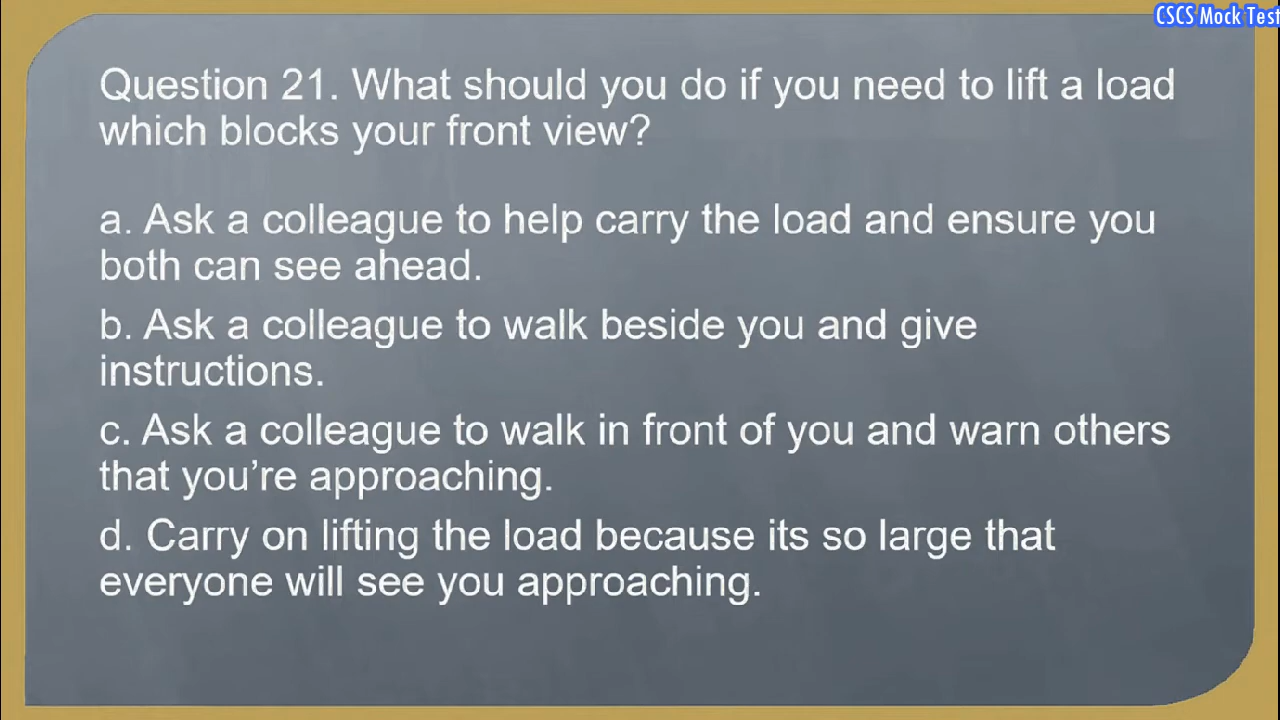 CSCS Mock Test
Question 21. What should you do if you need to lift a load
which blocks your front view?
a. Ask a colleague to help carry the load and ensure you
both can see ahead.
b. Ask a colleague to walk beside you and give
instructions.
c. Ask a colleague to walk in front of you and warn others
that you’re approaching.
d. Carry on lifting the load because its so large that
everyone will see you approaching.